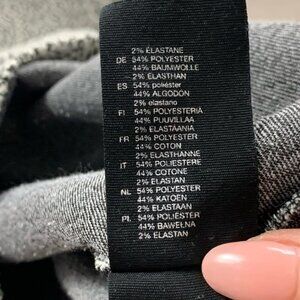 2% ELASTANE
DE 54% POLYESTER
44% BAUMWOLLE
2% ELASTHAN
ES 54% poliéster
44% ALGODON
2% elastano
FI 54% POLYESTERIA
44% PUUVILLAA
2% ELASTAANIA
FR 54% POLYESTER
44% COTON
2% ELASTHANNE
IT 54% POLIESTERE
44% COTONE
2% ELASTAN
NL 54% POLYESTER
44% KATOEN
2% ELASTAAN
PL 54% POLIESTER
44% BAWEŁNA
2% ELASTAN